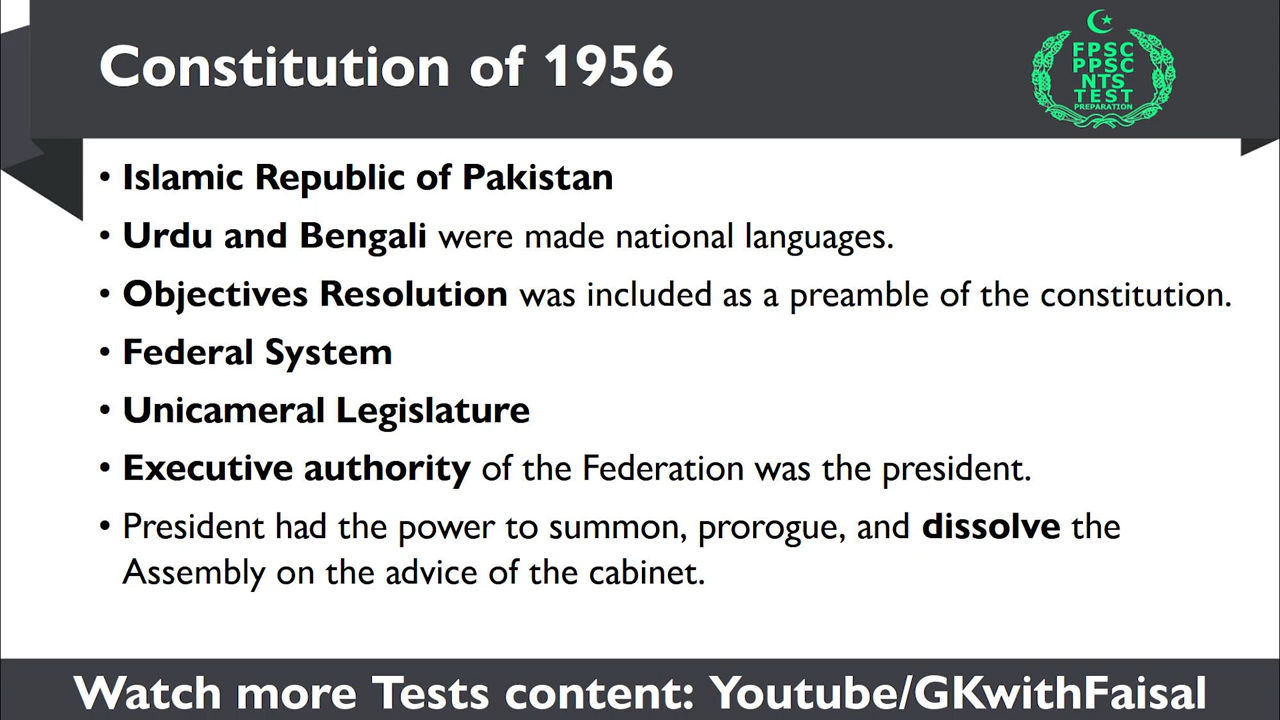 Constitution of 1956
FPSC
PPSC
NTS
TEST
PREPARATION
• Islamic Republic of Pakistan
• Urdu and Bengali were made national languages.
• Objectives Resolution was included as a preamble of the constitution.
• Federal System
• Unicameral Legislature
• Executive authority of the Federation was the president.
• President had the power to summon, prorogue, and dissolve the
Assembly on the advice of the cabinet.
Watch more Tests content: Youtube/GKwithFaisal